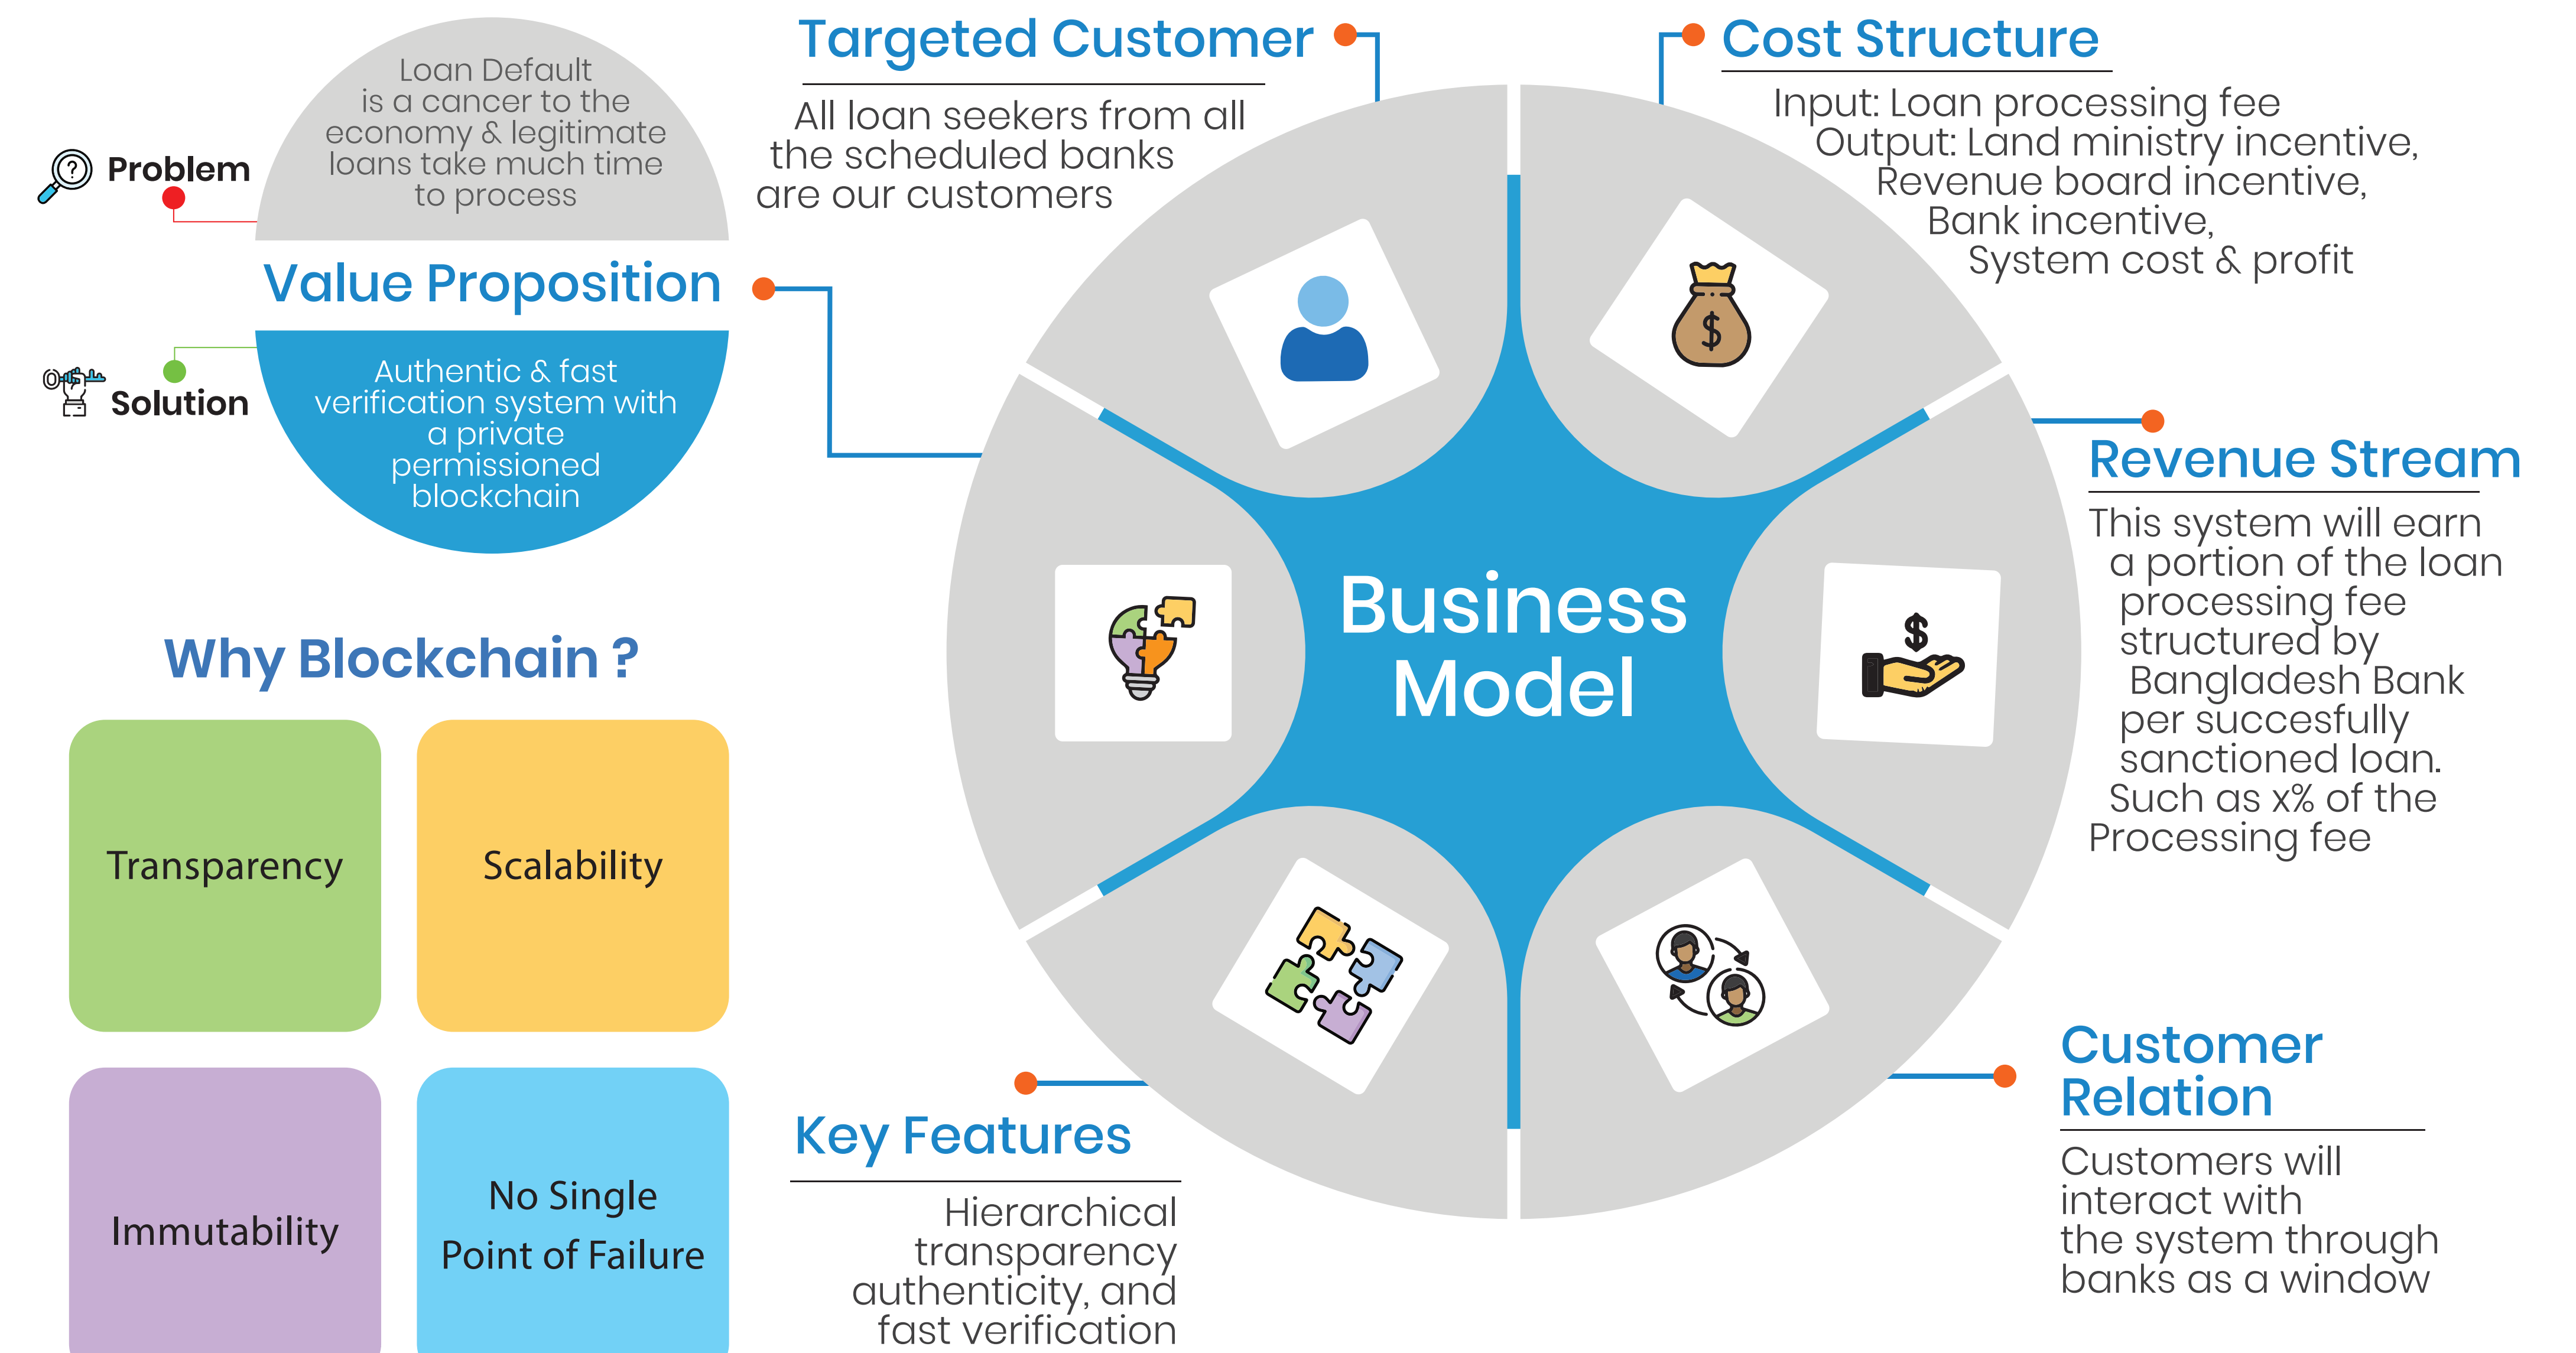 Loan Default
is a cancer to the
economy & legitimate
loans take much time
to process
Problem
Value Proposition
Solution
Authentic & fast
verification system with
a private
permissioned
blockchain
Why Blockchain ?
Transparency
Scalability
Immutability
No Single
Point of Failure
Targeted Customer
All loan seekers from all
the scheduled banks
are our customers
Cost Structure
Input: Loan processing fee
Output: Land ministry incentive,
Revenue board incentive,
Bank incentive,
System cost & profit
Business
Model
$
$
?
Revenue Stream
This system will earn
a portion of the loan
processing fee
structured by
Bangladesh Bank
per succesfully
sanctioned loan.
Such as x% of the
Processing fee
Key Features
Hierarchical
transparency
authenticity, and
fast verification
Customer
Relation
Customers will
interact with
the system through
banks as a window